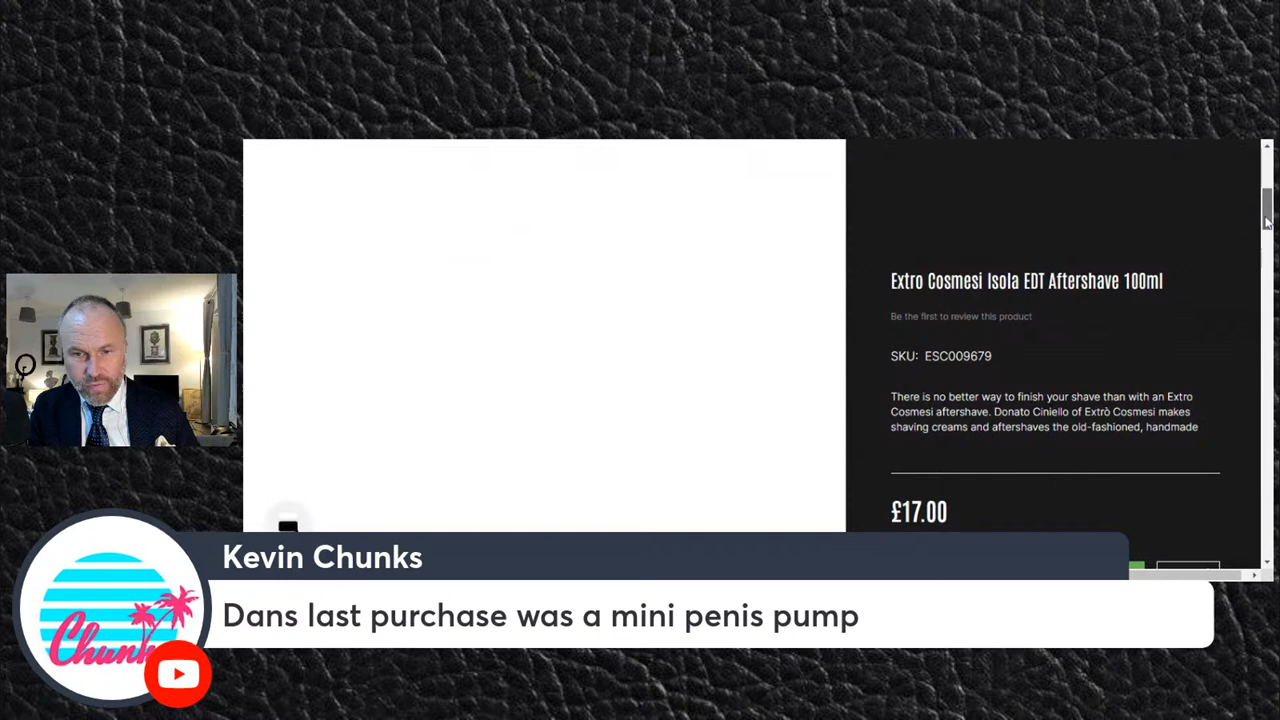 Extro Cosmesi Isola EDT Aftershave 100ml
Be the first to review this product
SKU: ESC009679
There is no better way to finish your shave than with an Extro
Cosmesi aftershave. Donato Ciniello of Extrò Cosmesi makes
shaving creams and aftershaves the old-fashioned, handmade
£17.00
Kevin Chunks
Dans last purchase was a mini penis pump
Chunks